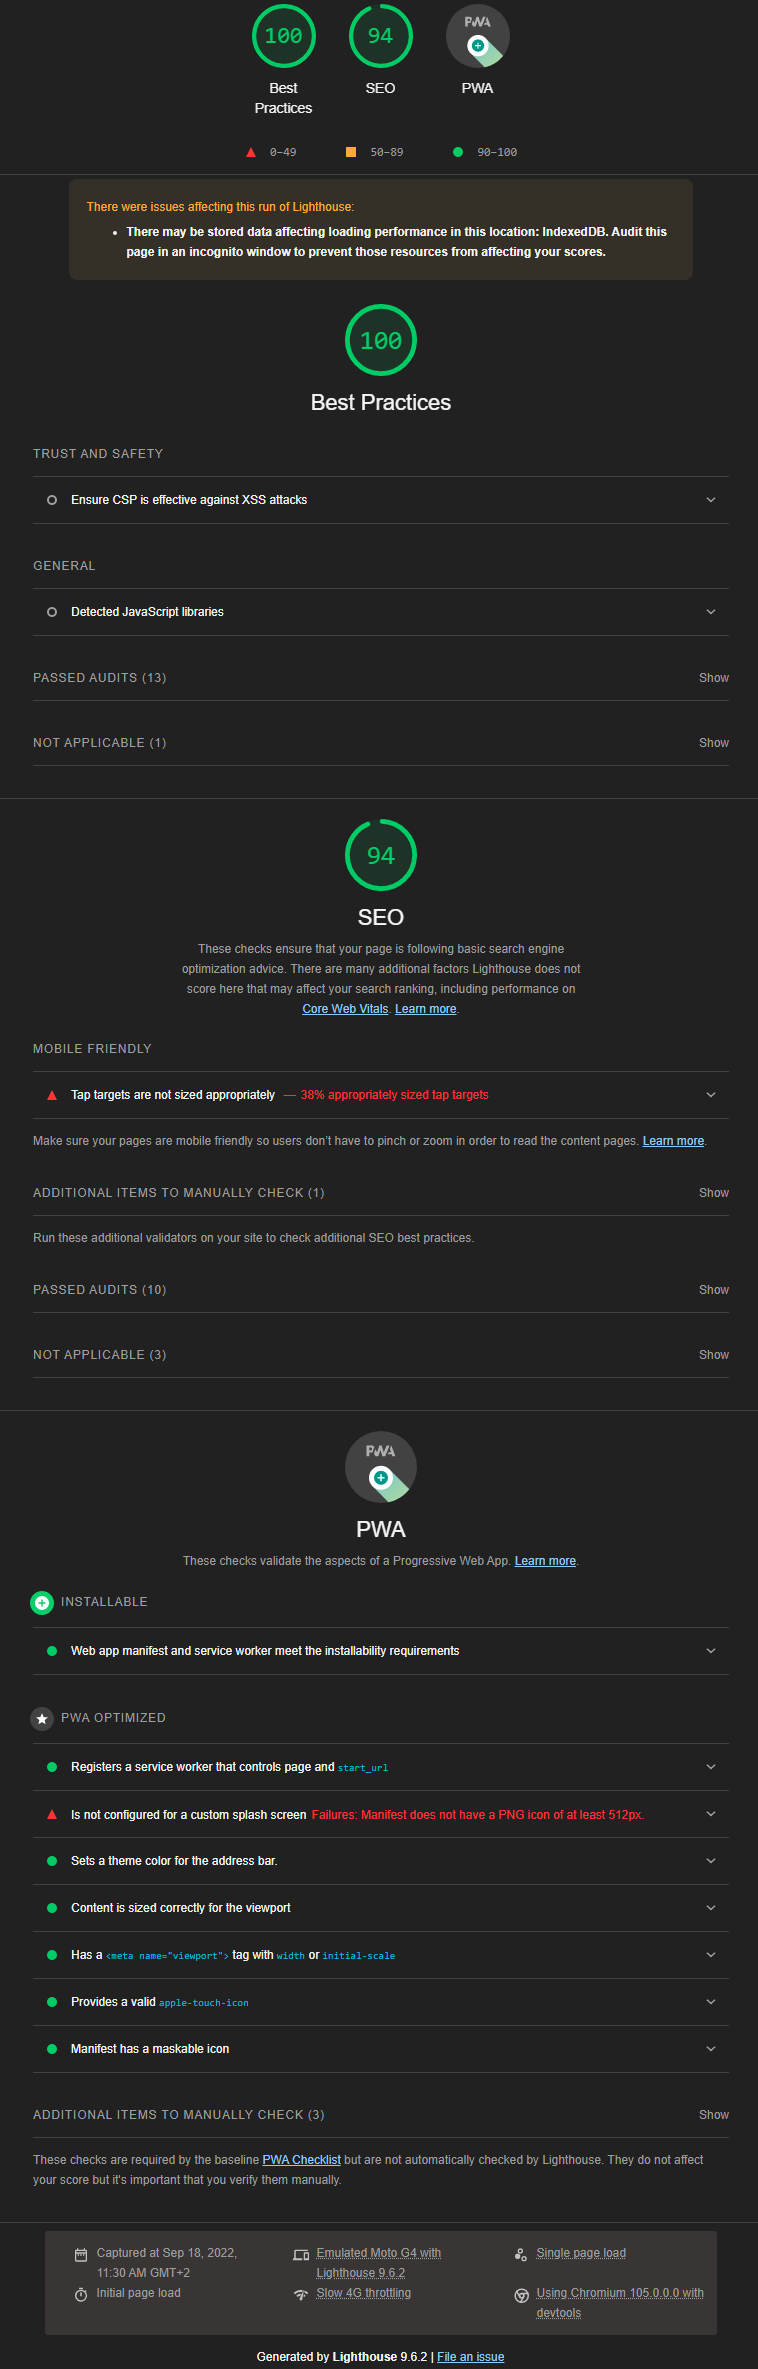 100
94
PWA
Best
Practices
SEO
PWA
0–49
50–89
90–100
There were issues affecting this run of Lighthouse:
• There may be stored data affecting loading performance in this location: IndexedDB. Audit this
page in an incognito window to prevent those resources from affecting your scores.
100
Best Practices
TRUST AND SAFETY
Ensure CSP is effective against XSS attacks
GENERAL
Detected JavaScript libraries
PASSED AUDITS (13) Show
NOT APPLICABLE (1) Show
94
SEO
These checks ensure that your page is following basic search engine
optimization advice. There are many additional factors Lighthouse does not
score here that may affect your search ranking, including performance on
Core Web Vitals. Learn more.
MOBILE FRIENDLY
Tap targets are not sized appropriately — 38% appropriately sized tap targets
Make sure your pages are mobile friendly so users don't have to pinch or zoom in order to read the content pages. Learn more.
ADDITIONAL ITEMS TO MANUALLY CHECK (1) Show
Run these additional validators on your site to check additional SEO best practices.
PASSED AUDITS (10) Show
NOT APPLICABLE (3) Show
PWA
PWA
These checks validate the aspects of a Progressive Web App. Learn more.
INSTALLABLE
Web app manifest and service worker meet the installability requirements
PWA OPTIMIZED
Registers a service worker that controls page and start_url
Is not configured for a custom splash screen Failures: Manifest does not have a PNG icon of at least 512px.
Sets a theme color for the address bar.
Content is sized correctly for the viewport
Has a <meta name="viewport"> tag with width or initial-scale
Provides a valid apple-touch-icon
Manifest has a maskable icon
ADDITIONAL ITEMS TO MANUALLY CHECK (3) Show
These checks are required by the baseline PWA Checklist but are not automatically checked by Lighthouse. They do not affect
your score but it's important that you verify them manually.
Captured at Sep 18, 2022,
11:30 AM GMT+2
Emulated Moto G4 with
Lighthouse 9.6.2
Single page load
Initial page load
Slow 4G throttling
Using Chromium 105.0.0.0 with
devtools
Generated by Lighthouse 9.6.2 | File an issue